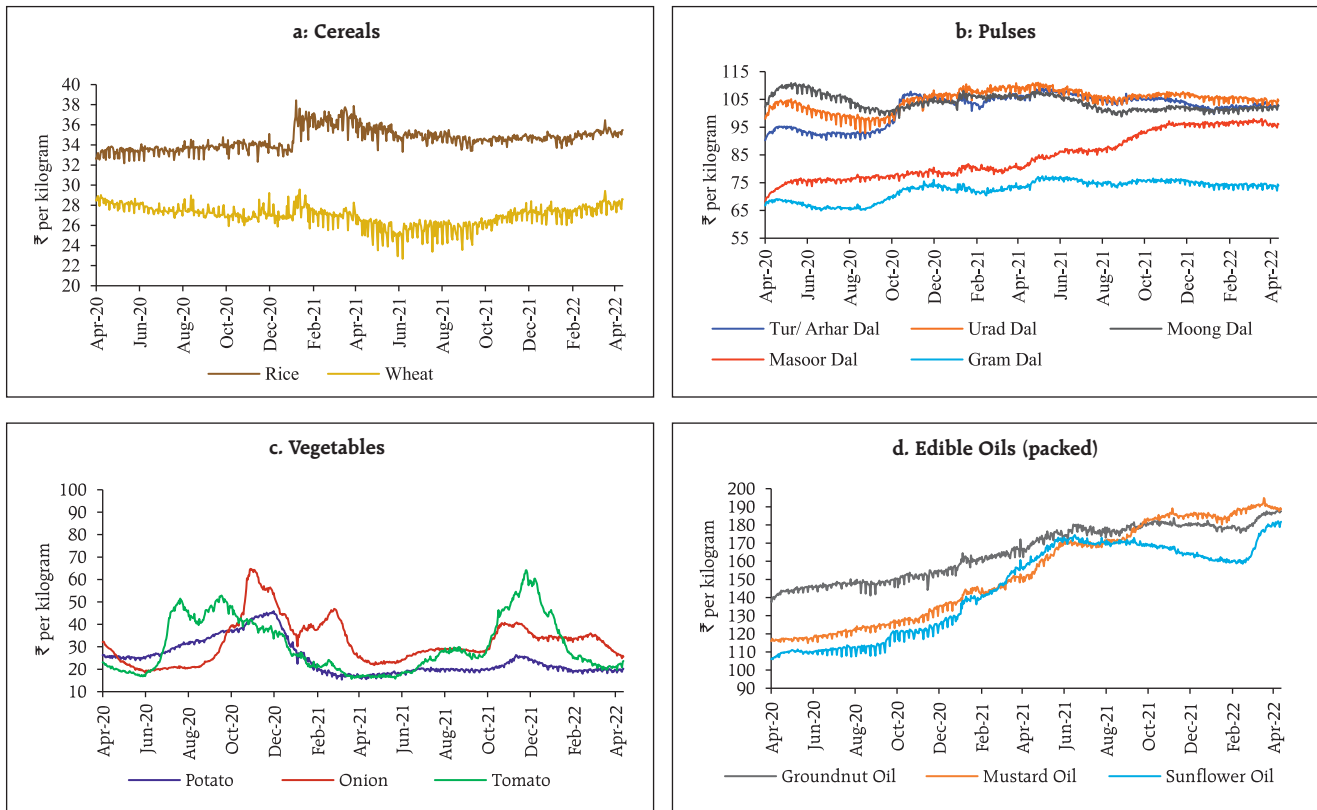 a: Cereals
₹ per kilogram
40
38
36
34
32
30
28
26
24
22
20
Apr-20
Jun-20
Aug-20
Oct-20
Dec-20
Feb-21
Apr-21
Jun-21
Aug-21
Oct-21
Dec-21
Feb-22
Apr-22
Rice Wheat
b: Pulses
₹ per kilogram
115
105
95
85
75
65
55
Apr-20
Jun-20
Aug-20
Oct-20
Dec-20
Feb-21
Apr-21
Jun-21
Aug-21
Oct-21
Dec-21
Feb-22
Apr-22
Tur/ Arhar Dal Urad Dal Moong Dal
Masoor Dal Gram Dal
c. Vegetables
₹ per kilogram
100
90
80
70
60
50
40
30
20
10
Apr-20
Jun-20
Aug-20
Oct-20
Dec-20
Feb-21
Apr-21
Jun-21
Aug-21
Oct-21
Dec-21
Feb-22
Apr-22
Potato Onion Tomato
d. Edible Oils (packed)
₹ per kilogram
200
190
180
170
160
150
140
130
120
110
100
90
Apr-20
Jun-20
Aug-20
Oct-20
Dec-20
Feb-21
Apr-21
Jun-21
Aug-21
Oct-21
Dec-21
Feb-22
Apr-22
Groundnut Oil Mustard Oil Sunflower Oil